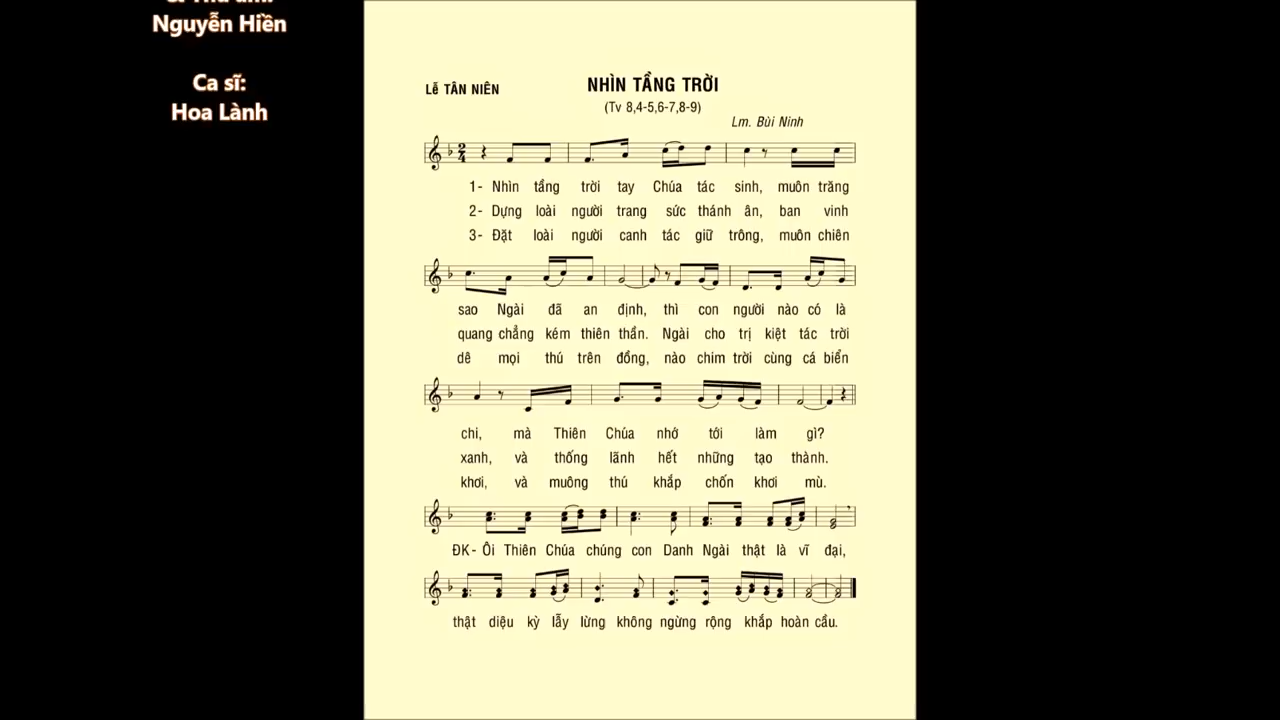 & Thu âm:
Nguyễn Hiền
Ca sĩ:
Hoa Lành
Lễ TÂN NIÊN
NHÌN TẦNG TRỜI
(Tv 8,4-5,6-7,8-9)
Lm. Bùi Ninh
1- Nhìn tầng trời tay Chúa tác sinh, muôn trăng
2- Dựng loài người trang sức thánh ân, ban vinh
3- Đặt loài người canh tác giữ trông, muôn chiên
sao Ngài đã an định, thì con người nào có là
quang chẳng kém thiên thần. Ngài cho trị kiệt tác trời
dê mọi thú trên đồng, nào chim trời cùng cá biển
chi, mà Thiên Chúa nhớ tới làm gì?
xanh, và thống lãnh hết những tạo thành.
khơi, và muông thú khắp chốn khơi mù.
ĐK- Ôi Thiên Chúa chúng con Danh Ngài thật là vĩ đại,
thật diệu kỳ lẫy lừng không ngừng rộng khắp hoàn cầu.